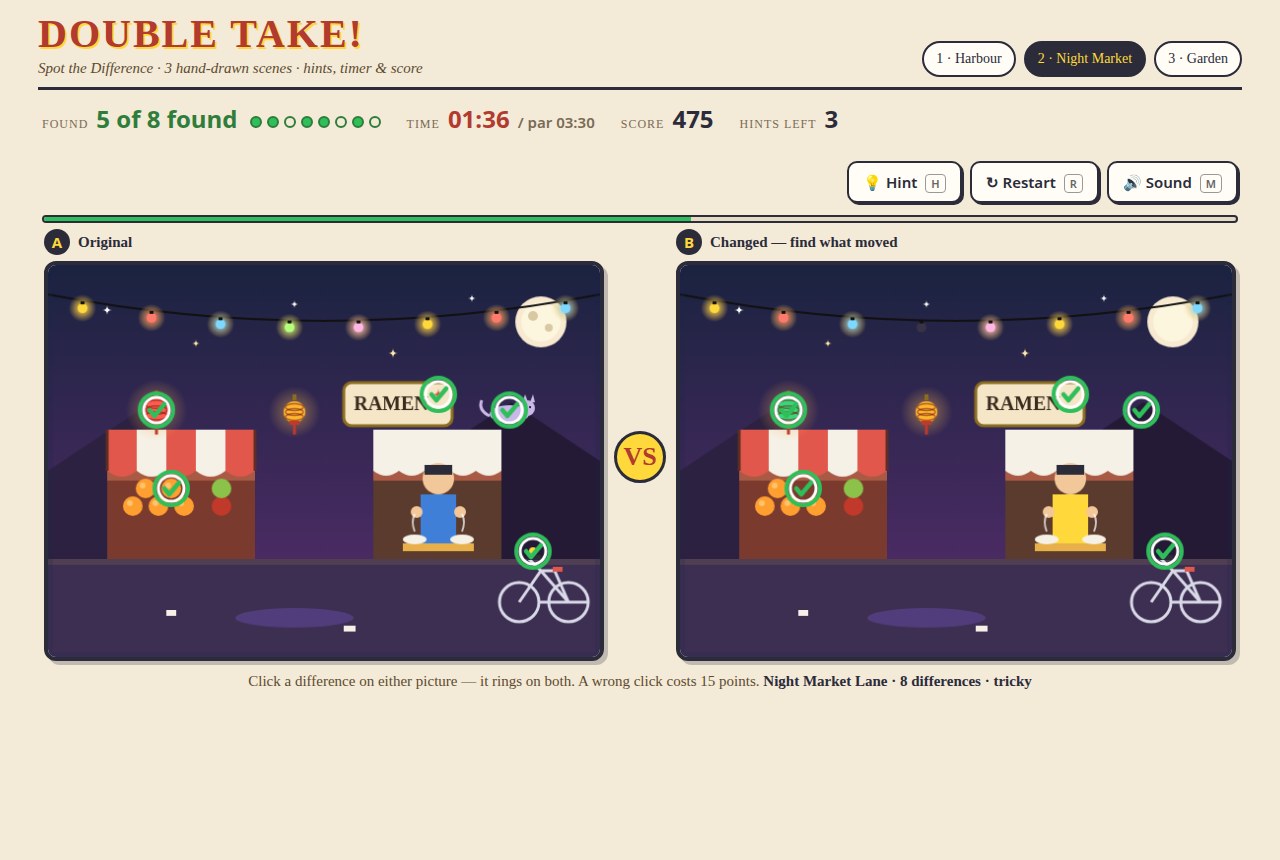 DOUBLE TAKE!
Spot the Difference · 3 hand-drawn scenes · hints, timer & score
1 · Harbour
2 · Night Market
3 · Garden
FOUND 5 of 8 found TIME 01:36 / par 03:30 SCORE 475 HINTS LEFT 3
💡 Hint H
↻ Restart R
🔊 Sound M
A Original
B Changed — find what moved
RAMEN
VS
RAMEN
Click a difference on either picture — it rings on both. A wrong click costs 15 points. Night Market Lane · 8 differences · tricky